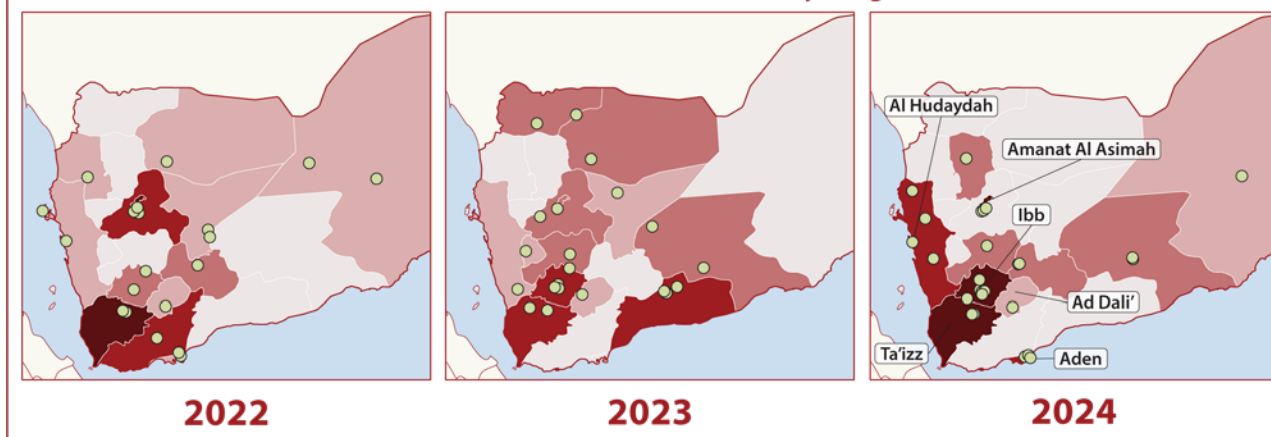 Al Hudaydah
Amanat Al Asimah
Ibb
Ad Dali’
Ta’izz
Aden
2022
2023
2024